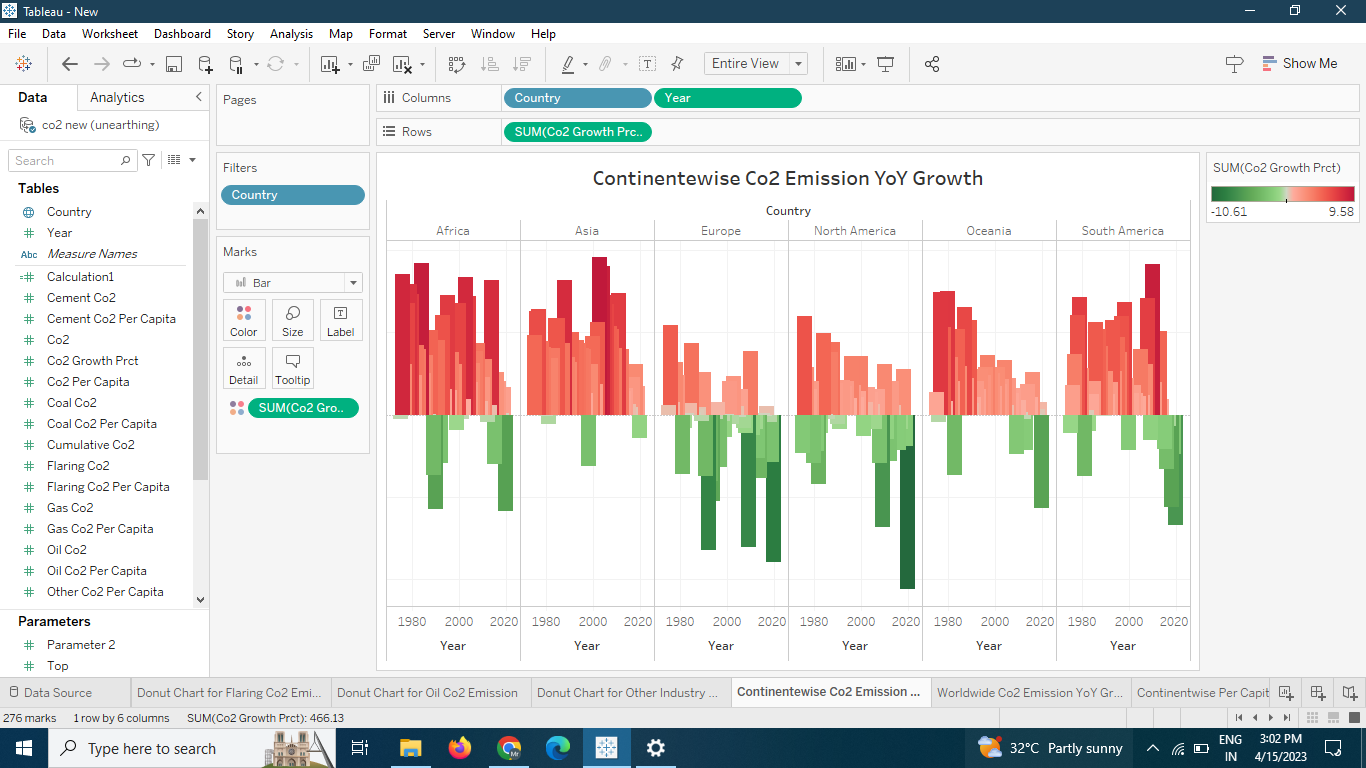 Tableau - New
File Data Worksheet Dashboard Story Analysis Map Format Server Window Help
Entire View
Show Me
Data Analytics
co2 new (unearthing)
Search
Tables
Country
Year
Abc Measure Names
Calculation1
Cement Co2
Cement Co2 Per Capita
Co2
Co2 Growth Prct
Co2 Per Capita
Coal Co2
Coal Co2 Per Capita
Cumulative Co2
Flaring Co2
Flaring Co2 Per Capita
Gas Co2
Gas Co2 Per Capita
Oil Co2
Oil Co2 Per Capita
Other Co2 Per Capita
Parameters
Parameter 2
Top
Pages
Filters
Country
Marks
Bar
Color Size Label
Detail Tooltip
SUM(Co2 Gro..
Columns Country Year
Rows SUM(Co2 Growth Prc..
Continentewise Co2 Emission YoY Growth
Country
Africa Asia Europe North America Oceania South America
1980 2000 2020 1980 2000 2020 1980 2000 2020 1980 2000 2020 1980 2000 2020 1980 2000 2020
Year Year Year Year Year Year
SUM(Co2 Growth Prct)
-10.61 9.58
Data Source Donut Chart for Flaring Co2 Emi... Donut Chart for Oil Co2 Emission Donut Chart for Other Industry ... Continentewise Co2 Emission ... Worldwide Co2 Emission YoY Gr... Continentwise Per Capit
276 marks 1 row by 6 columns SUM(Co2 Growth Prct): 466.13
Type here to search
32°C Partly sunny
ENG
IN
3:02 PM
4/15/2023